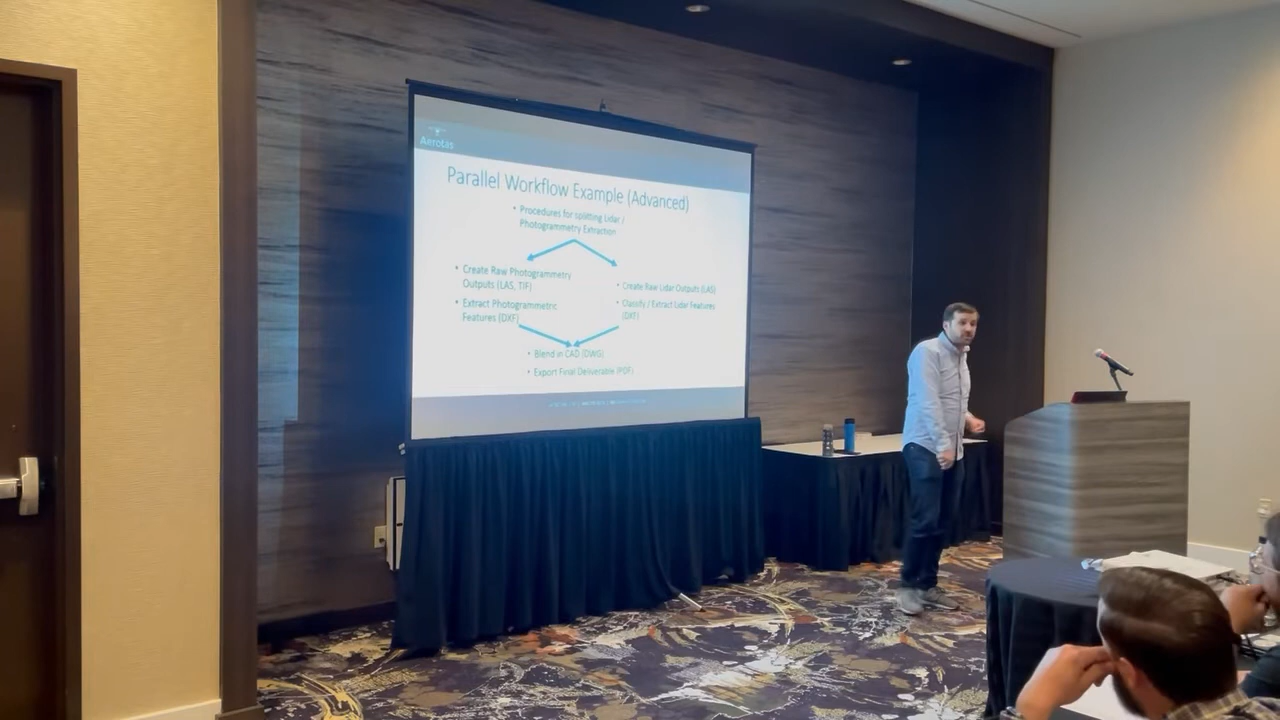 Aerotas
Parallel Workflow Example (Advanced)
• Procedures for splitting Lidar /
Photogrammetry Extraction
• Create Raw Photogrammetry
Outputs (LAS, TIF)
• Extract Photogrammetric
Features (DXF)
• Create Raw Lidar Outputs (LAS)
• Classify / Extract Lidar Features
(DXF)
• Blend in CAD (DWG)
• Export Final Deliverable (PDF)